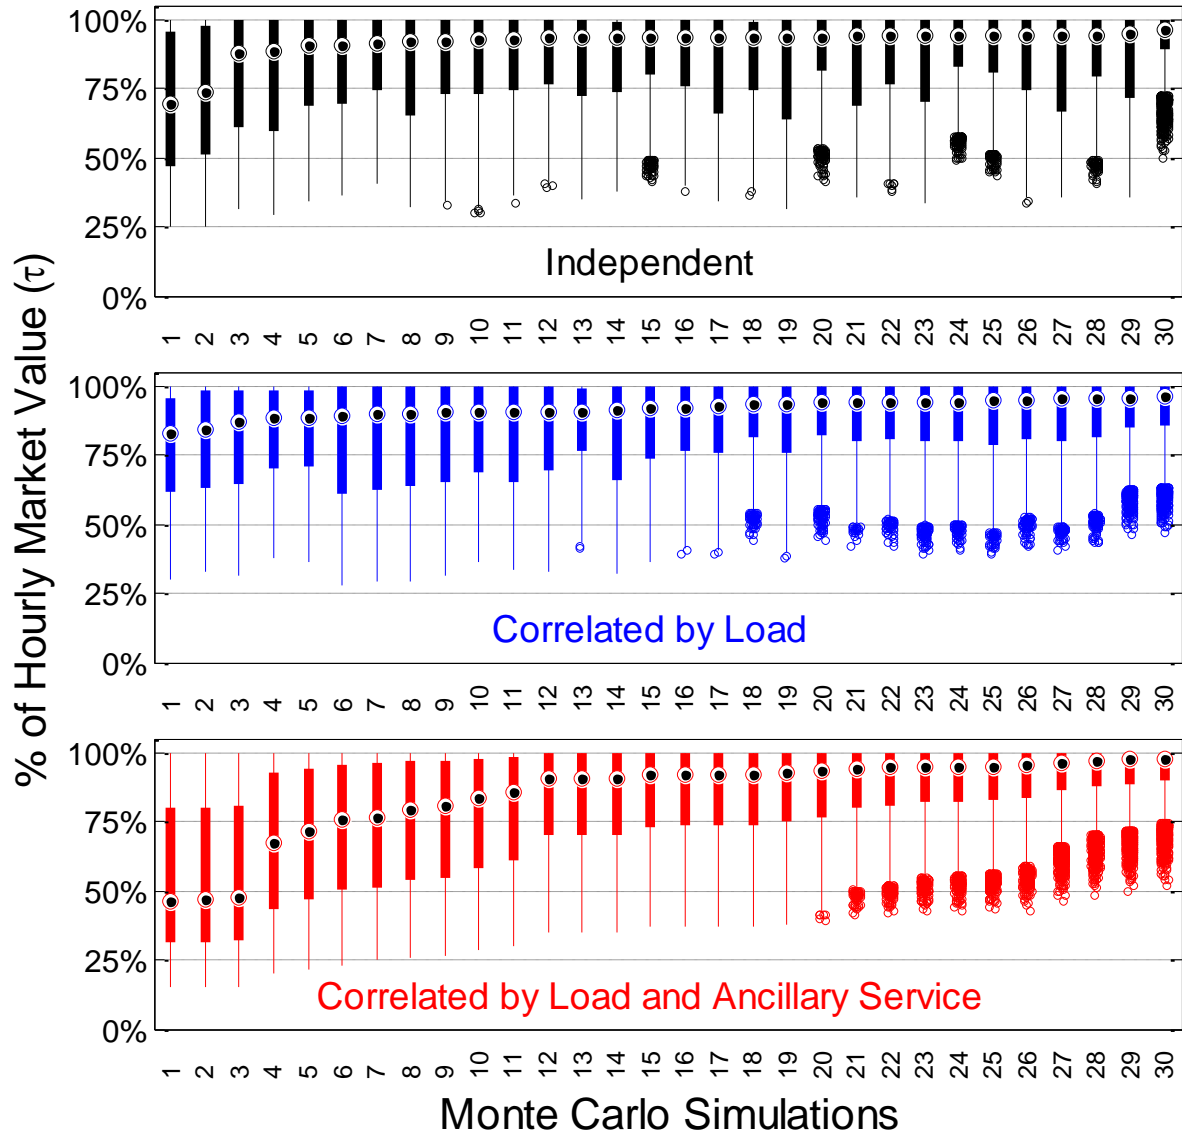 % of Hourly Market Value (τ)
100%
75%
50%
25%
0%
Independent
1 2 3 4 5 6 7 8 9 10 11 12 13 14 15 16 17 18 19 20 21 22 23 24 25 26 27 28 29 30
100%
75%
50%
25%
0%
Correlated by Load
1 2 3 4 5 6 7 8 9 10 11 12 13 14 15 16 17 18 19 20 21 22 23 24 25 26 27 28 29 30
100%
75%
50%
25%
0%
Correlated by Load and Ancillary Service
1 2 3 4 5 6 7 8 9 10 11 12 13 14 15 16 17 18 19 20 21 22 23 24 25 26 27 28 29 30
Monte Carlo Simulations